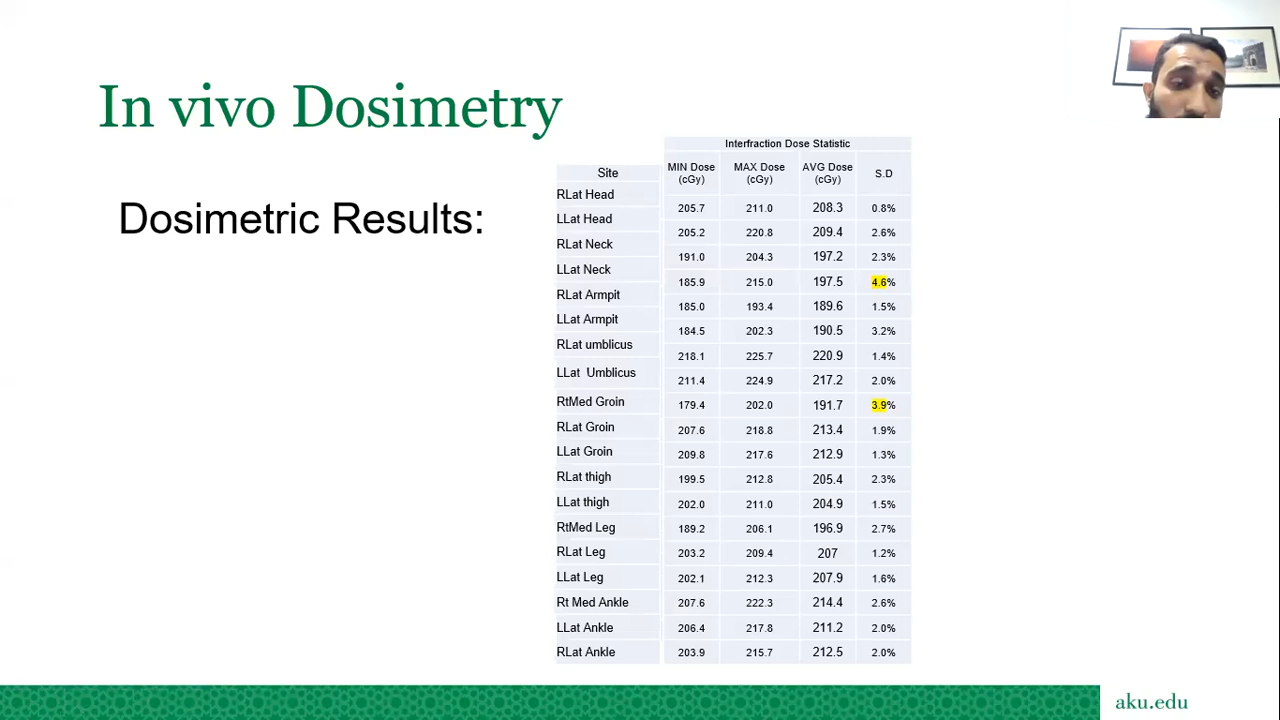 In vivo Dosimetry
Dosimetric Results:
Interfraction Dose Statistic
Site MIN Dose (cGy) MAX Dose (cGy) AVG Dose (cGy) S.D
RLat Head 205.7 211.0 208.3 0.8%
LLat Head 205.2 220.8 209.4 2.6%
RLat Neck 191.0 204.3 197.2 2.3%
LLat Neck 185.9 215.0 197.5 4.6%
RLat Armpit 185.0 193.4 189.6 1.5%
LLat Armpit 184.5 202.3 190.5 3.2%
RLat umblicus 218.1 225.7 220.9 1.4%
LLat Umblicus 211.4 224.9 217.2 2.0%
RtMed Groin 179.4 202.0 191.7 3.9%
RLat Groin 207.6 218.8 213.4 1.9%
LLat Groin 209.8 217.6 212.9 1.3%
RLat thigh 199.5 212.8 205.4 2.3%
LLat thigh 202.0 211.0 204.9 1.5%
RtMed Leg 189.2 206.1 196.9 2.7%
RLat Leg 203.2 209.4 207 1.2%
LLat Leg 202.1 212.3 207.9 1.6%
Rt Med Ankle 207.6 222.3 214.4 2.6%
LLat Ankle 206.4 217.8 211.2 2.0%
RLat Ankle 203.9 215.7 212.5 2.0%
aku.edu